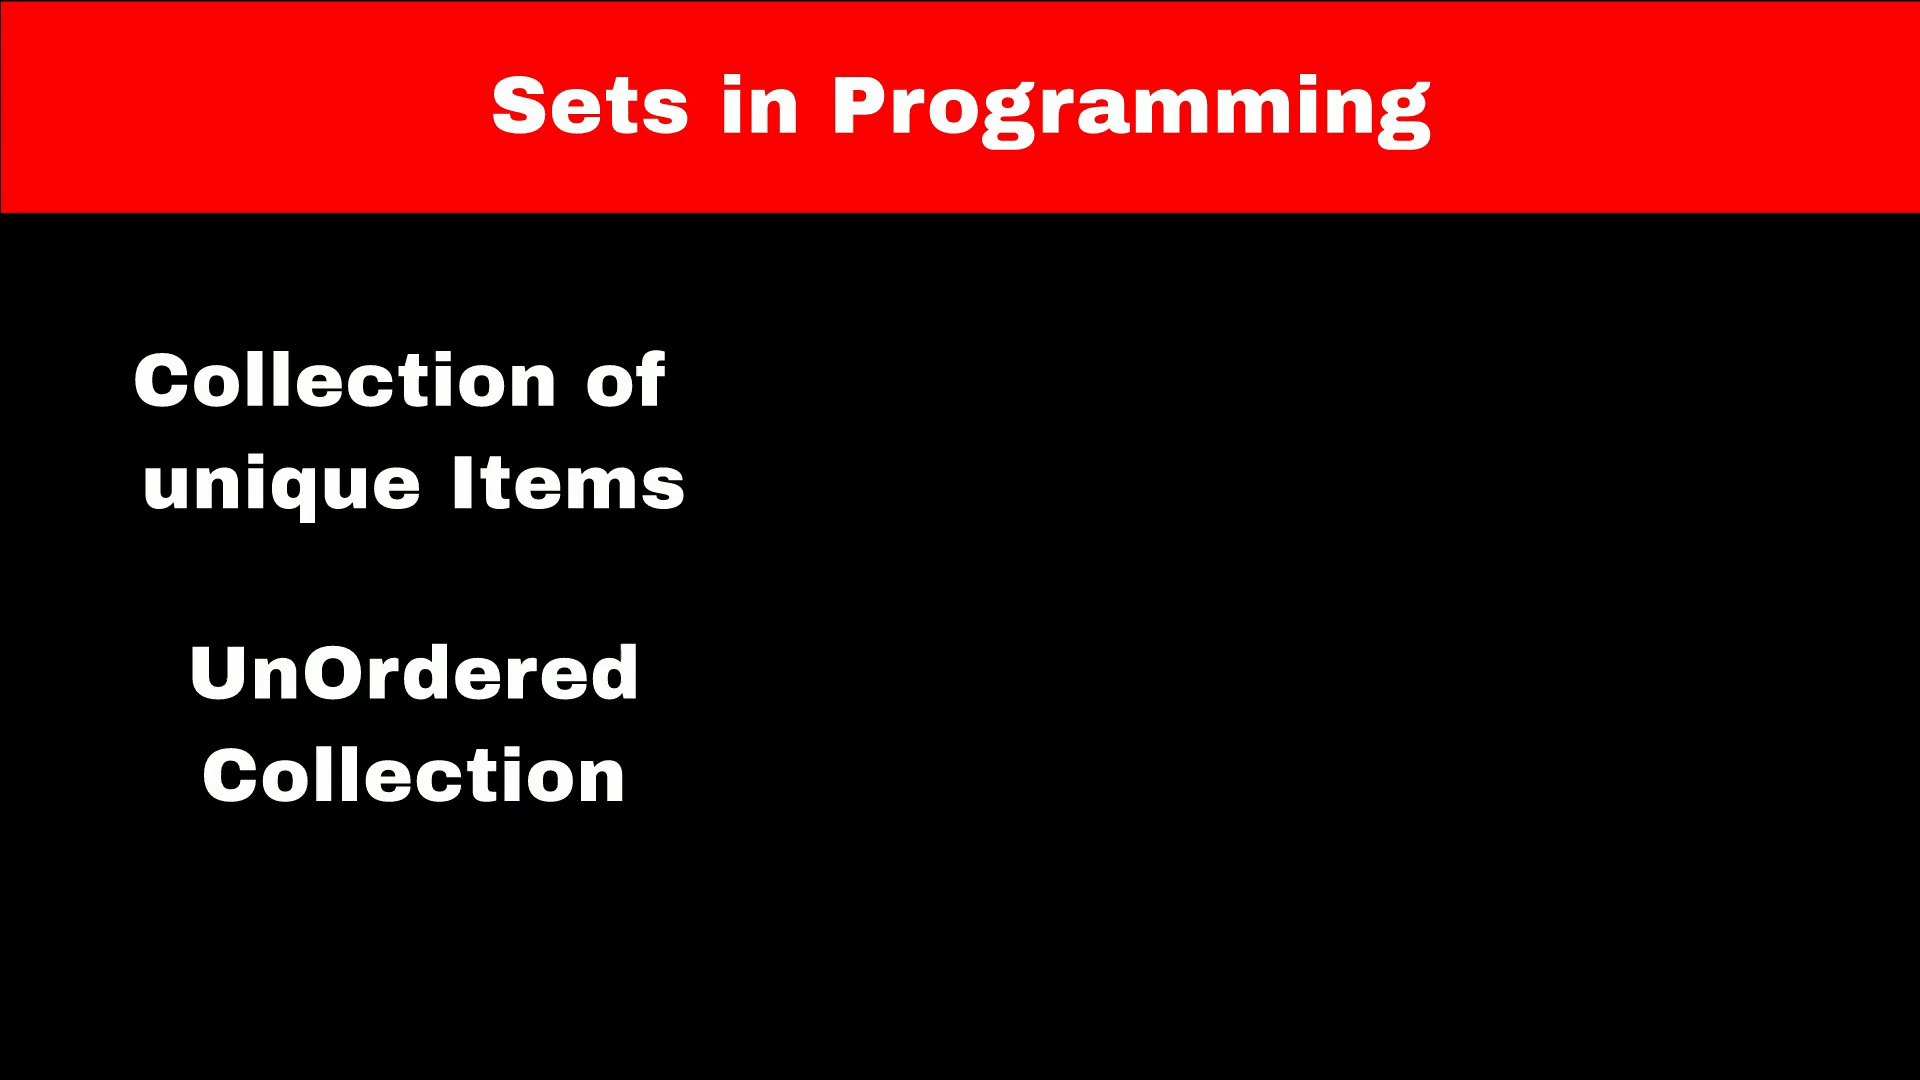 Sets in Programming
Collection of
unique Items
UnOrdered
Collection